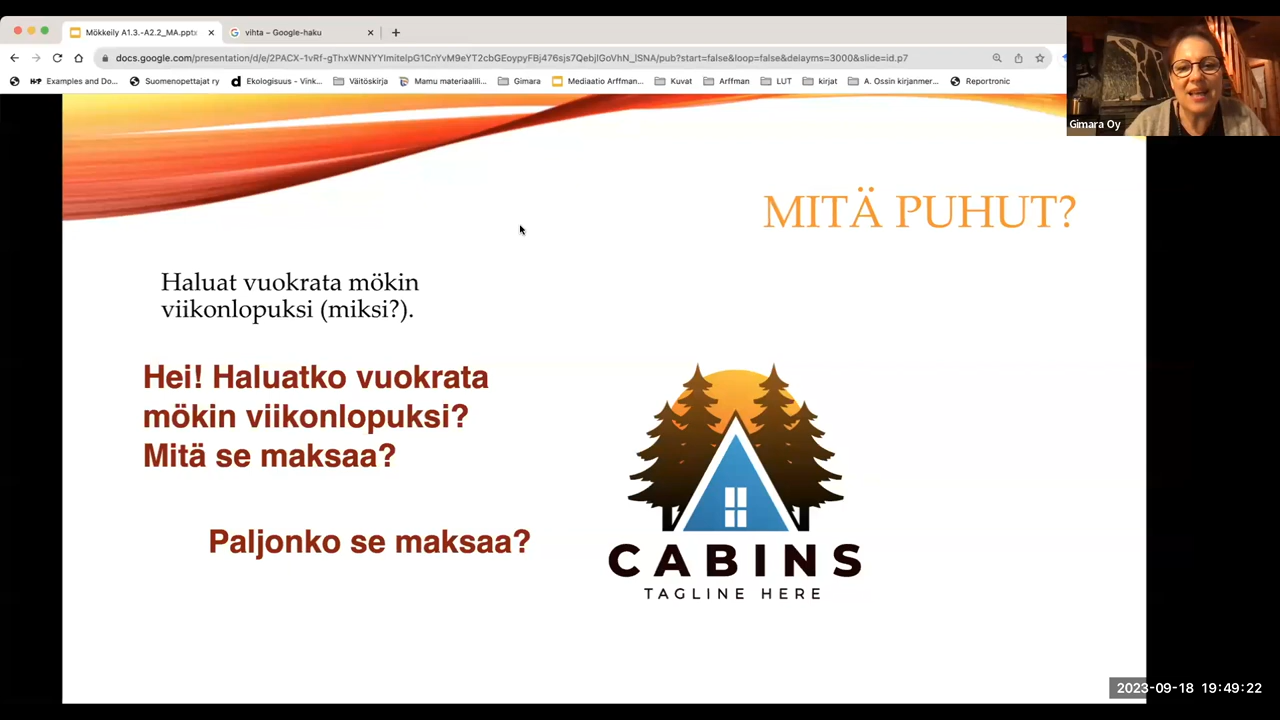 Mökkeily A1.3.-A2.2_MA.pptx
vihta – Google-haku
docs.google.com/presentation/d/e/2PACX-1vRf-gThxWNNYYImitelpG1CnYvM9eYT2cbGEoypyFBj476sjs7QebjlGoVhN_lSNA/pub?start=false&loop=false&delayms=3000&slide=id.p7
Examples and Do...
Suomenopettajat ry
Ekologisuus - Vink...
Väitöskirja
Mamu materiaalili...
Gimara
Mediaatio Arffman...
Kuvat
Arffman
LUT
kirjat
A. Ossin kirjanmer...
Reportronic
Gimara Oy
MITÄ PUHUT?
Haluat vuokrata mökin
viikonlopuksi (miksi?).
Hei! Haluatko vuokrata
mökin viikonlopuksi?
Mitä se maksaa?
Paljonko se maksaa?
CABINS
TAGLINE HERE
2023-09-18 19:49:22